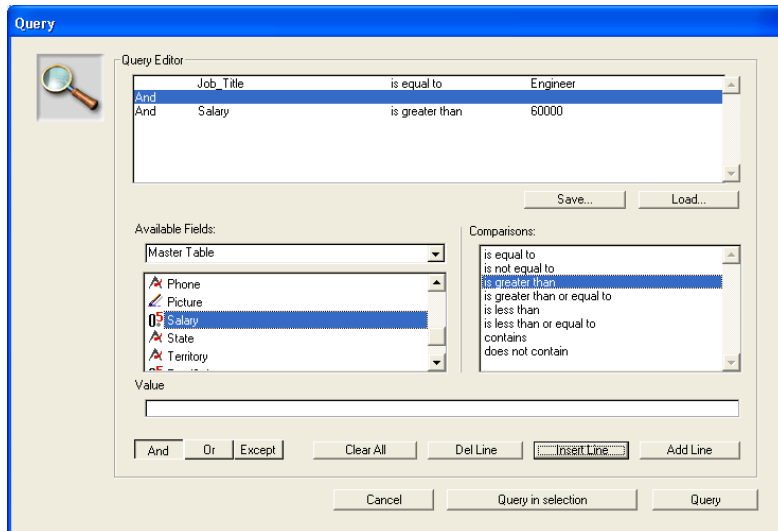 Query
Query Editor
Job_Title is equal to Engineer
And
And Salary is greater than 60000
Save... Load...
Available Fields:
Master Table
Phone
Picture
Salary
State
Territory
Comparisons:
is equal to
is not equal to
is greater than
is greater than or equal to
is less than
is less than or equal to
contains
does not contain
Value
And Or Except Clear All Del Line Insert Line Add Line
Cancel Query in selection Query